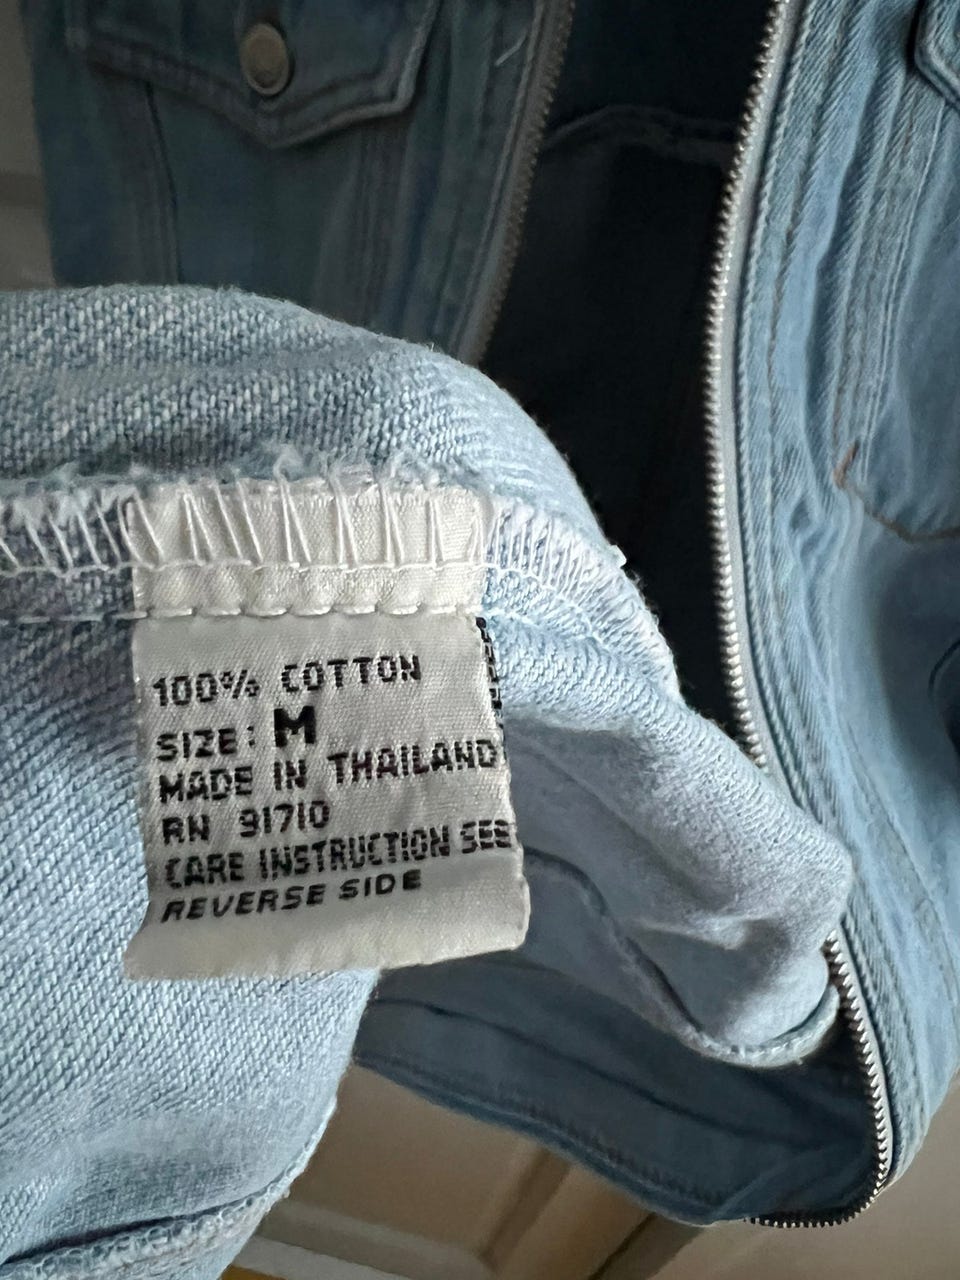 100% COTTON
SIZE: M
MADE IN THAILAND
RN 91710
CARE INSTRUCTION SEE
REVERSE SIDE